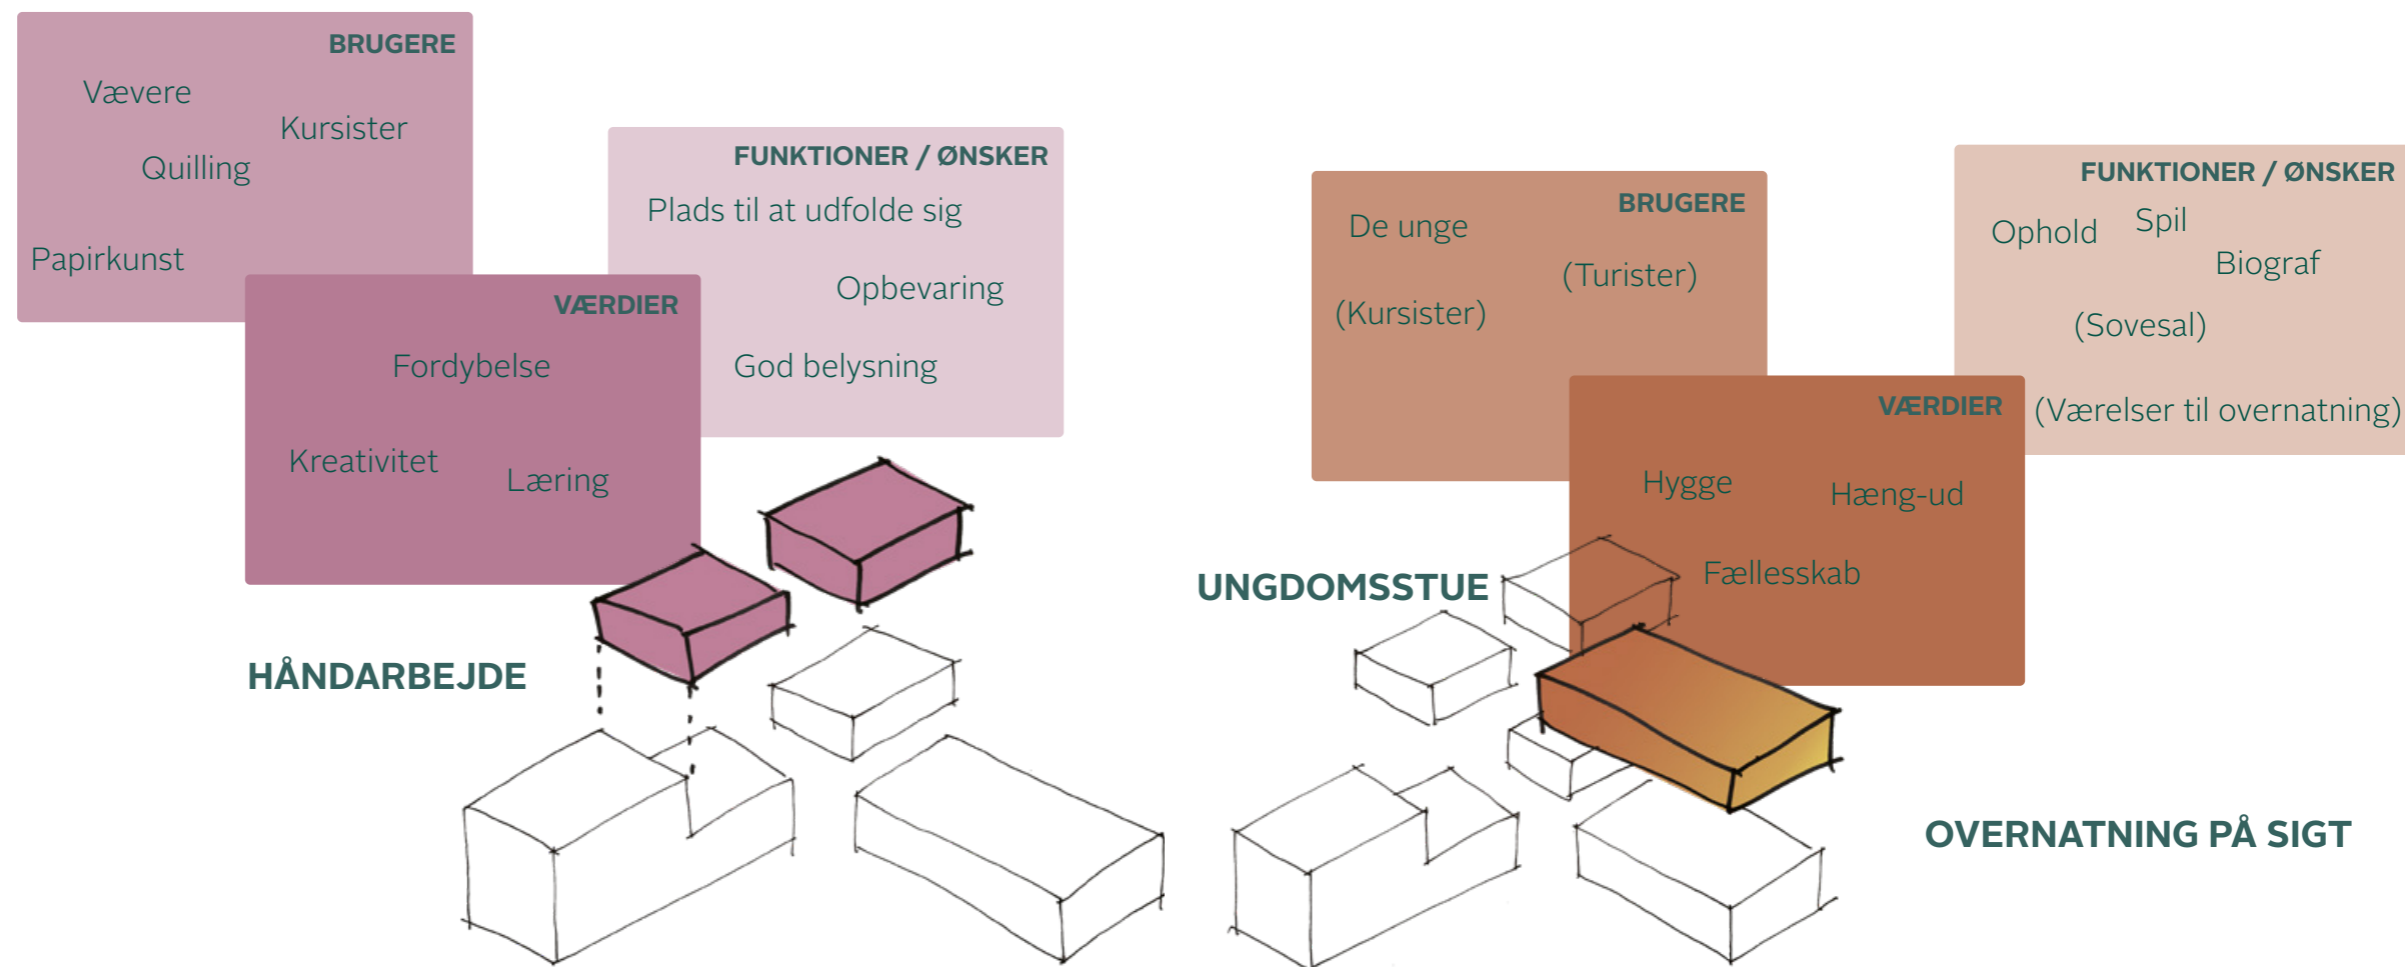 BRUGERE
Vævere
Kursister
Quilling
Papirkunst
FUNKTIONER / ØNSKER
Plads til at udfolde sig
Opbevaring
God belysning
VÆRDIER
Fordybelse
Kreativitet
Læring
HÅNDARBEJDE
BRUGERE
De unge
(Turister)
(Kursister)
FUNKTIONER / ØNSKER
Ophold
Spil
Biograf
(Sovesal)
(Værelser til overnatning)
VÆRDIER
Hygge
Hæng-ud
Fællesskab
UNGDOMSSTUE
OVERNATNING PÅ SIGT